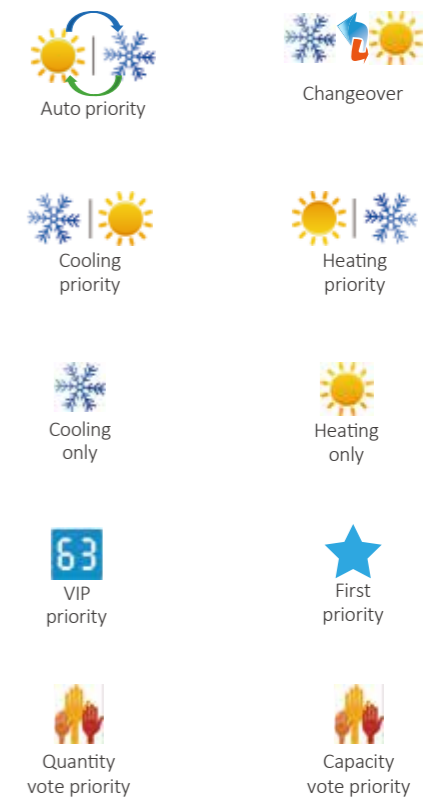 Auto priority
Changeover
Cooling
priority
Heating
priority
Cooling
only
Heating
only
63
VIP
priority
First
priority
Quantity
vote priority
Capacity
vote priority